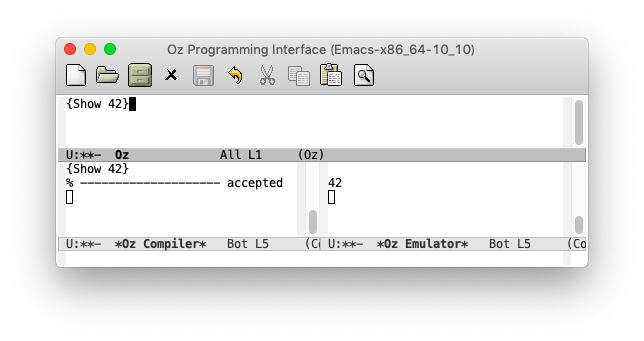 Oz Programming Interface (Emacs-x86_64-10_10)
{Show 42}
U:**-  Oz             All L1     (Oz)
{Show 42}
% -------------------- accepted
U:**-  *Oz Compiler*   Bot L5     (Co
42
U:**-  *Oz Emulator*   Bot L5     (Co